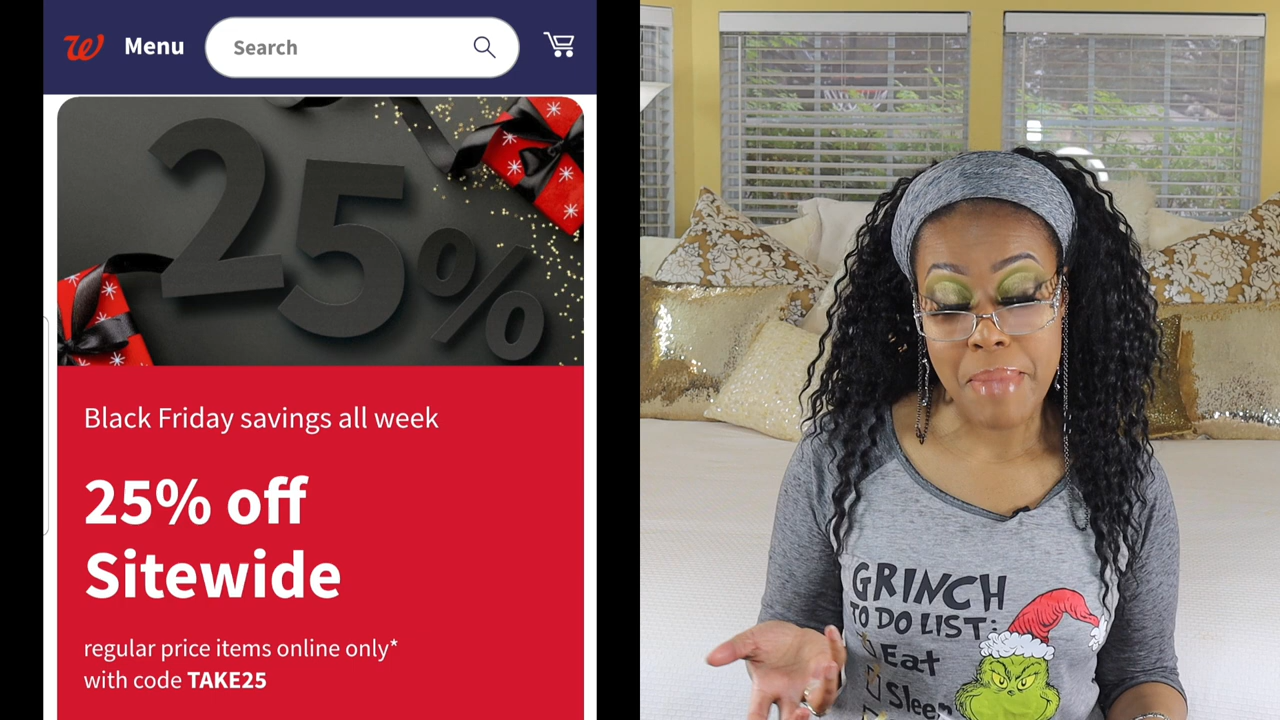 W Menu Search
25%
Black Friday savings all week
25% off
Sitewide
regular price items online only*
with code TAKE25
GRINCH
TO DO LIST:
Eat
Sleep